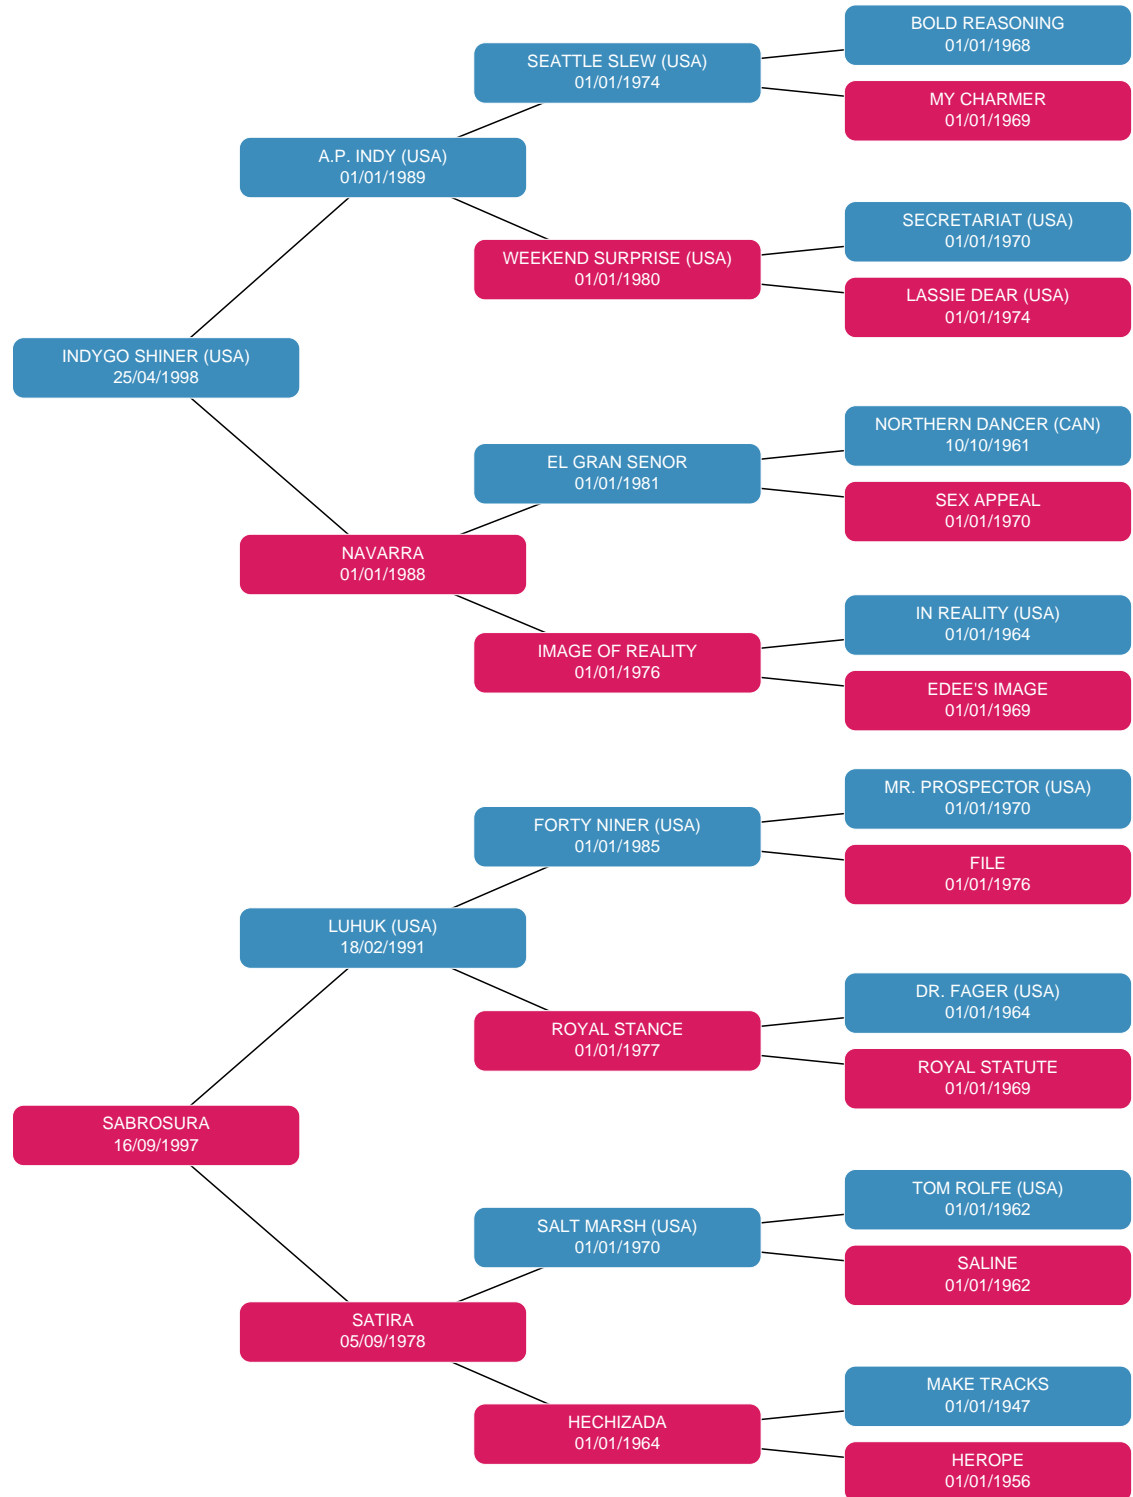 BOLD REASONING
01/01/1968
SEATTLE SLEW (USA)
01/01/1974
MY CHARMER
01/01/1969
A.P. INDY (USA)
01/01/1989
SECRETARIAT (USA)
01/01/1970
WEEKEND SURPRISE (USA)
01/01/1980
LASSIE DEAR (USA)
01/01/1974
INDYGO SHINER (USA)
25/04/1998
NORTHERN DANCER (CAN)
10/10/1961
EL GRAN SENOR
01/01/1981
SEX APPEAL
01/01/1970
NAVARRA
01/01/1988
IN REALITY (USA)
01/01/1964
IMAGE OF REALITY
01/01/1976
EDEE'S IMAGE
01/01/1969
MR. PROSPECTOR (USA)
01/01/1970
FORTY NINER (USA)
01/01/1985
FILE
01/01/1976
LUHUK (USA)
18/02/1991
DR. FAGER (USA)
01/01/1964
ROYAL STANCE
01/01/1977
ROYAL STATUTE
01/01/1969
SABROSURA
16/09/1997
TOM ROLFE (USA)
01/01/1962
SALT MARSH (USA)
01/01/1970
SALINE
01/01/1962
SATIRA
05/09/1978
MAKE TRACKS
01/01/1947
HECHIZADA
01/01/1964
HEROPE
01/01/1956